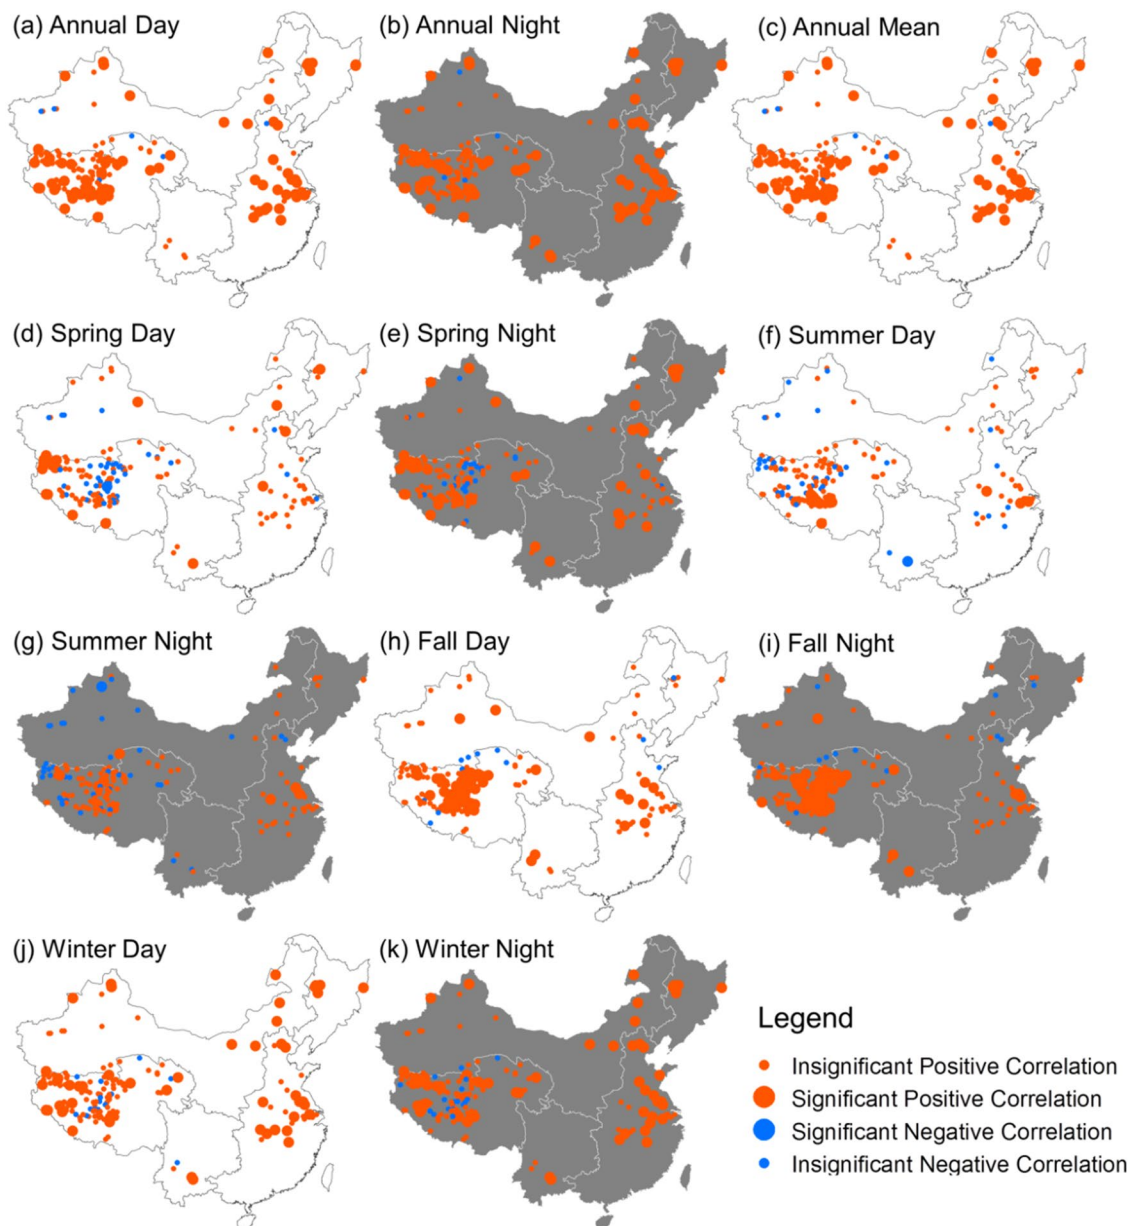 (a) Annual Day
(b) Annual Night
(c) Annual Mean
(d) Spring Day
(e) Spring Night
(f) Summer Day
(g) Summer Night
(h) Fall Day
(i) Fall Night
(j) Winter Day
(k) Winter Night
Legend
Insignificant Positive Correlation
Significant Positive Correlation
Significant Negative Correlation
Insignificant Negative Correlation